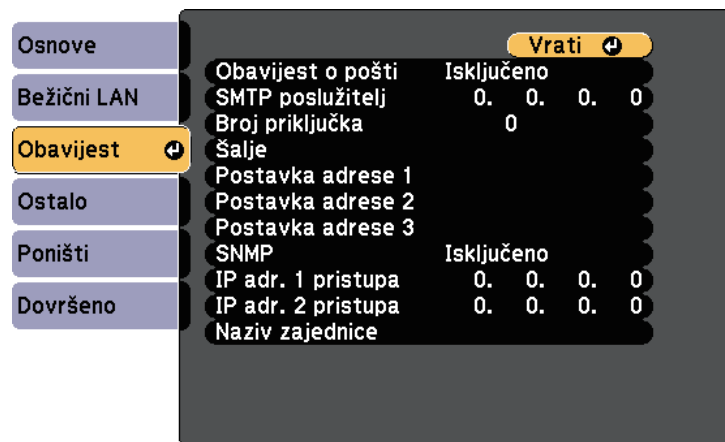 Osnove
Bežični LAN
Obavijest
Ostalo
Poništi
Dovršeno
Vrati
Obavijest o pošti Isključeno
SMTP poslužitelj 0. 0. 0. 0
Broj priključka 0
Šalje
Postavka adrese 1
Postavka adrese 2
Postavka adrese 3
SNMP Isključeno
IP adr. 1 pristupa 0. 0. 0. 0
IP adr. 2 pristupa 0. 0. 0. 0
Naziv zajednice